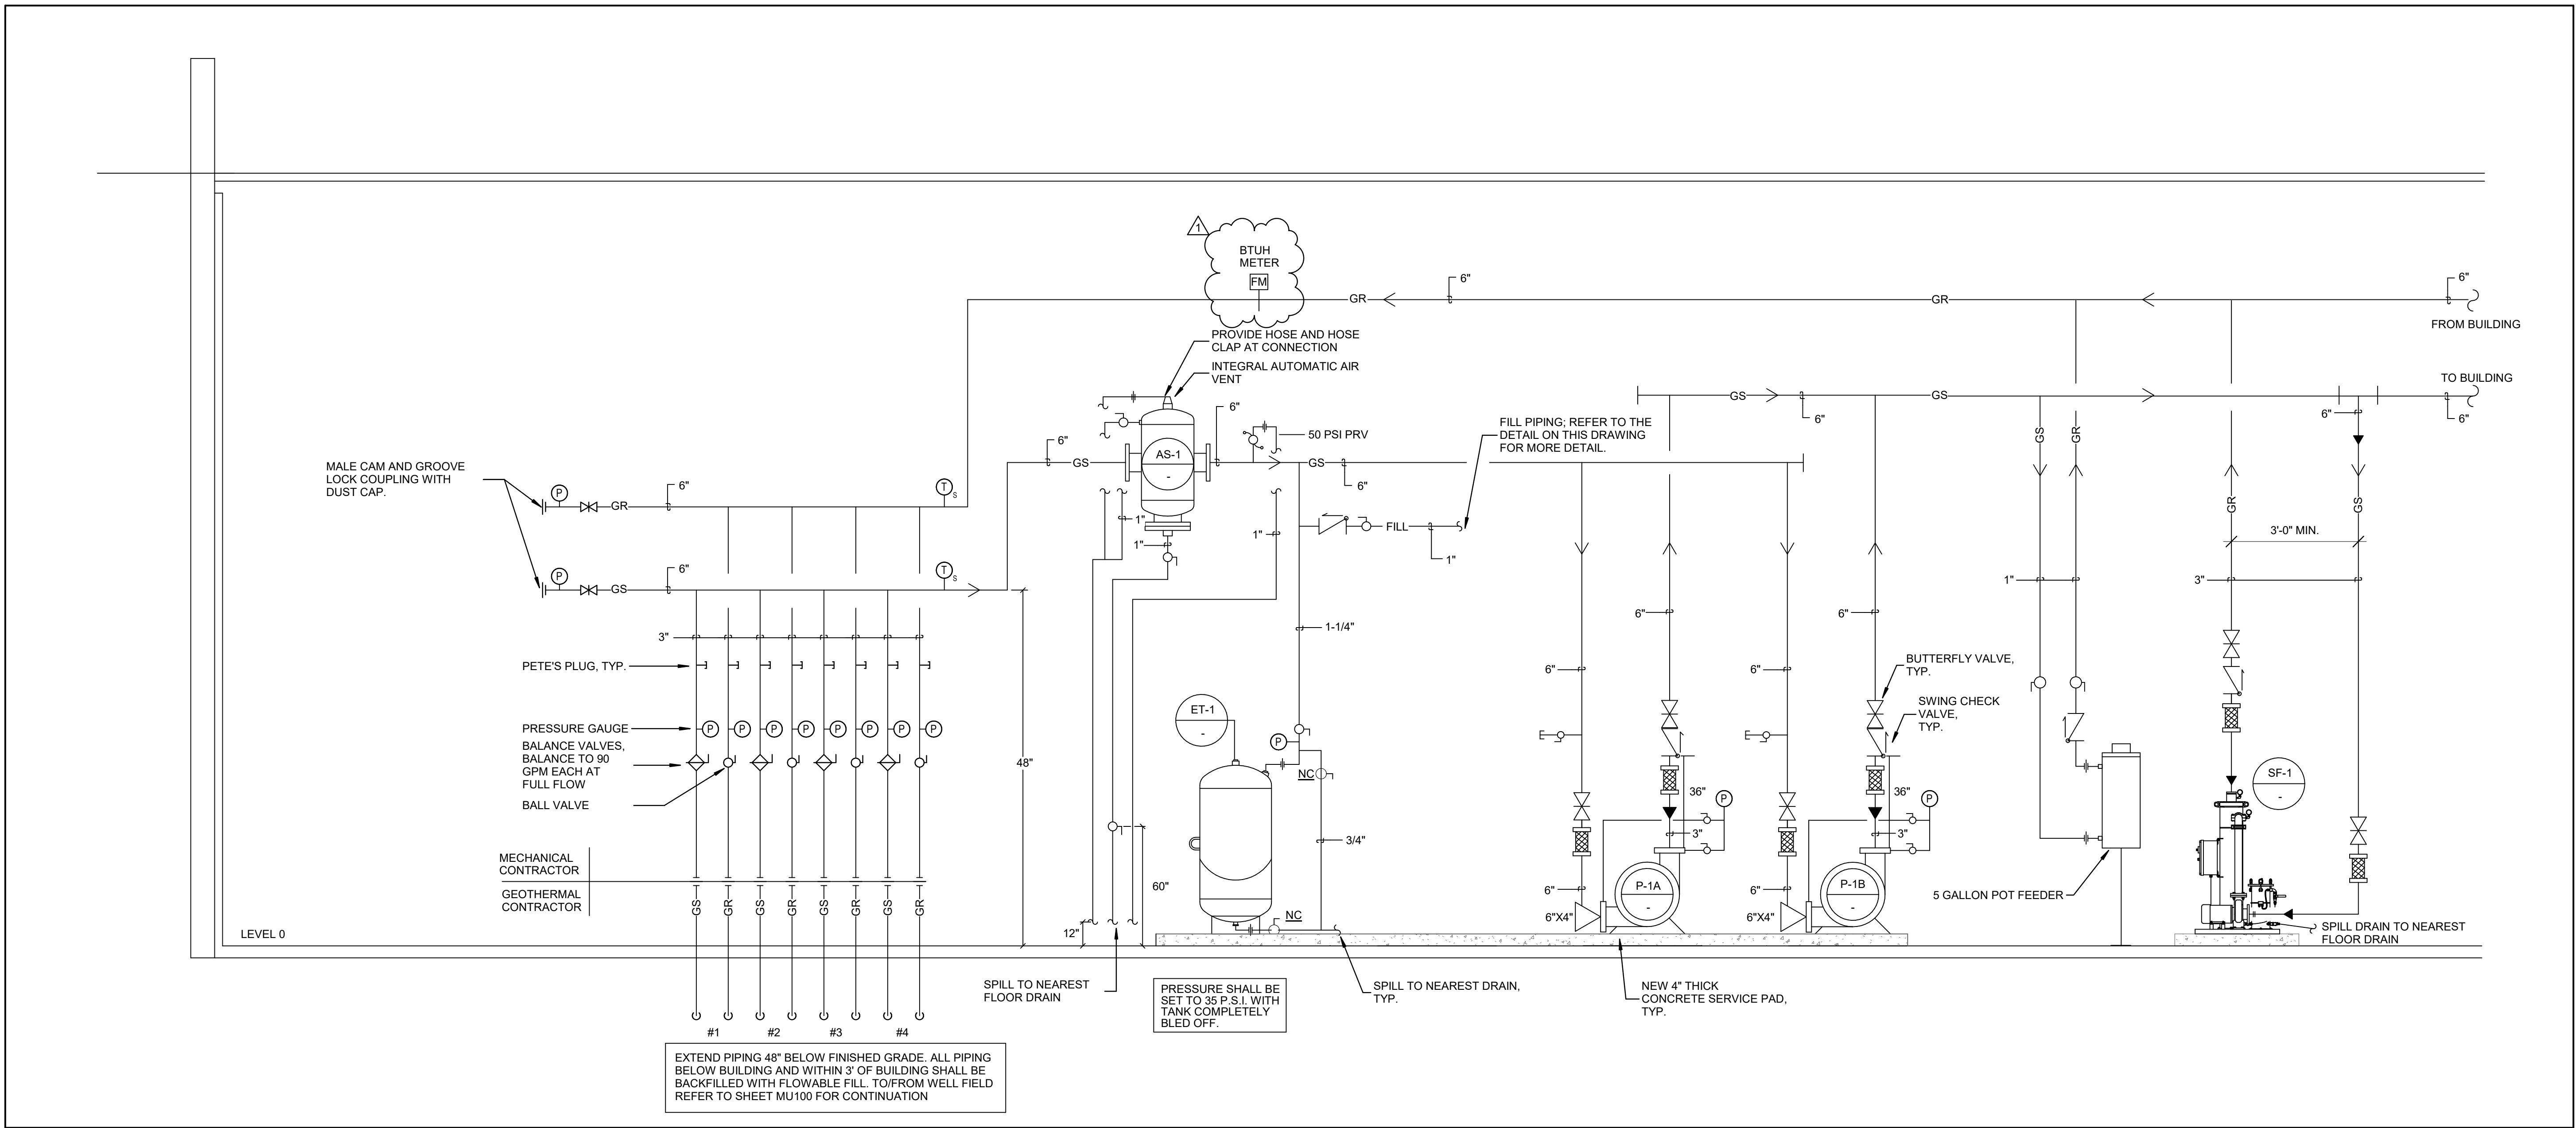 1
BTUH
METER
FM
6"
GR
GR
6"
FROM BUILDING
PROVIDE HOSE AND HOSE
CLAP AT CONNECTION
INTEGRAL AUTOMATIC AIR
VENT
TO BUILDING
GS
6"
GS
6"
6"
6"
GS
AS-1
-
6"
50 PSI PRV
GS
6"
FILL PIPING; REFER TO THE
DETAIL ON THIS DRAWING
FOR MORE DETAIL.
GS
GR
MALE CAM AND GROOVE
LOCK COUPLING WITH
DUST CAP.
P
GR
6"
T
S
1"
1"
1"
FILL
1"
GR
GS
3'-0" MIN.
P
GS
6"
T
S
1"
3"
6"
6"
3"
1-1/4"
PETE'S PLUG, TYP.
6"
6"
BUTTERFLY VALVE,
TYP.
SWING CHECK
VALVE,
TYP.
PRESSURE GAUGE
P
P
P
P
P
P
P
P
BALANCE VALVES,
BALANCE TO 90
GPM EACH AT
FULL FLOW
BALL VALVE
48"
ET-1
-
P
NC
3/4"
36"
P
3"
36"
P
3"
SF-1
-
MECHANICAL
CONTRACTOR
GEOTHERMAL
CONTRACTOR
GS
GR
GS
GR
GS
GR
GS
GR
60"
12"
NC
6"
6"X4"
P-1A
-
6"
6"X4"
P-1B
-
5 GALLON POT FEEDER
SPILL DRAIN TO NEAREST
FLOOR DRAIN
LEVEL 0
SPILL TO NEAREST
FLOOR DRAIN
PRESSURE SHALL BE
SET TO 35 P.S.I. WITH
TANK COMPLETELY
BLED OFF.
SPILL TO NEAREST DRAIN,
TYP.
NEW 4" THICK
CONCRETE SERVICE PAD,
TYP.
#1
#2
#3
#4
EXTEND PIPING 48" BELOW FINISHED GRADE. ALL PIPING
BELOW BUILDING AND WITHIN 3' OF BUILDING SHALL BE
BACKFILLED WITH FLOWABLE FILL. TO/FROM WELL FIELD
REFER TO SHEET MU100 FOR CONTINUATION